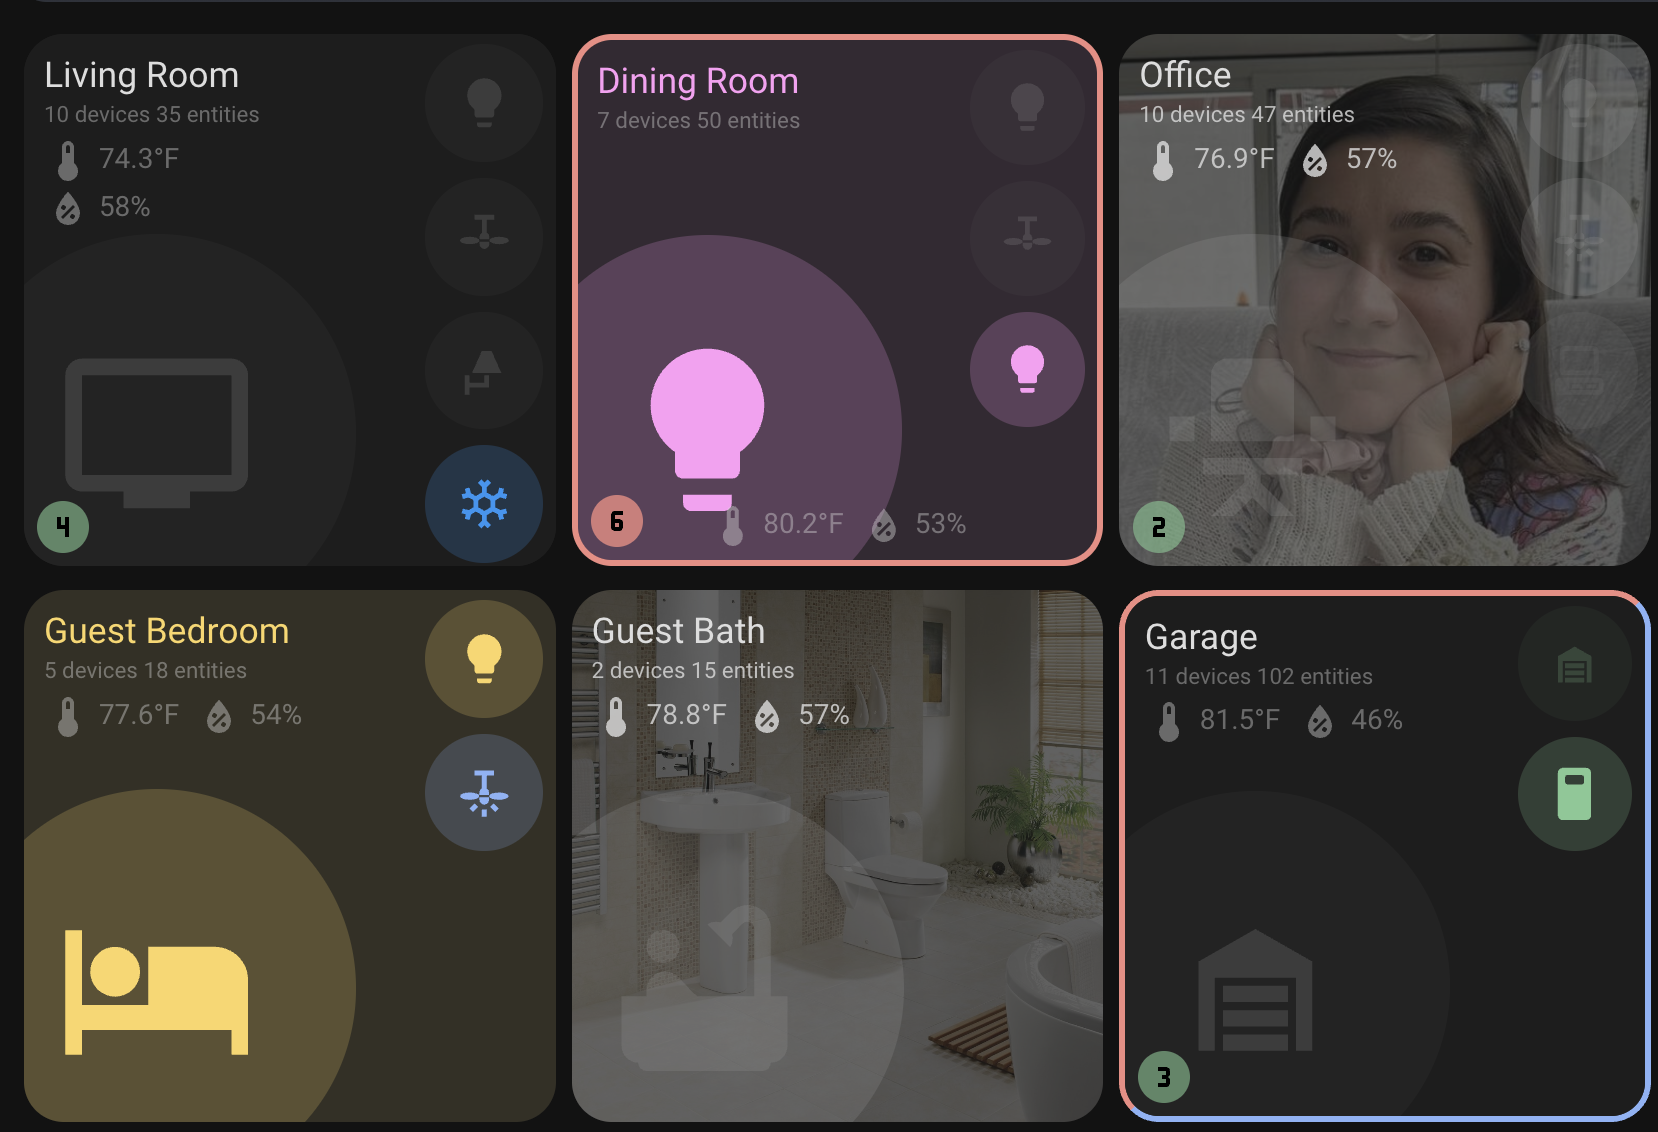 Living Room
10 devices 35 entities
74.3°F
58%
4
Dining Room
7 devices 50 entities
6
80.2°F 53%
Office
10 devices 47 entities
76.9°F 57%
2
Guest Bedroom
5 devices 18 entities
77.6°F 54%
Guest Bath
2 devices 15 entities
78.8°F 57%
Garage
11 devices 102 entities
81.5°F 46%
3